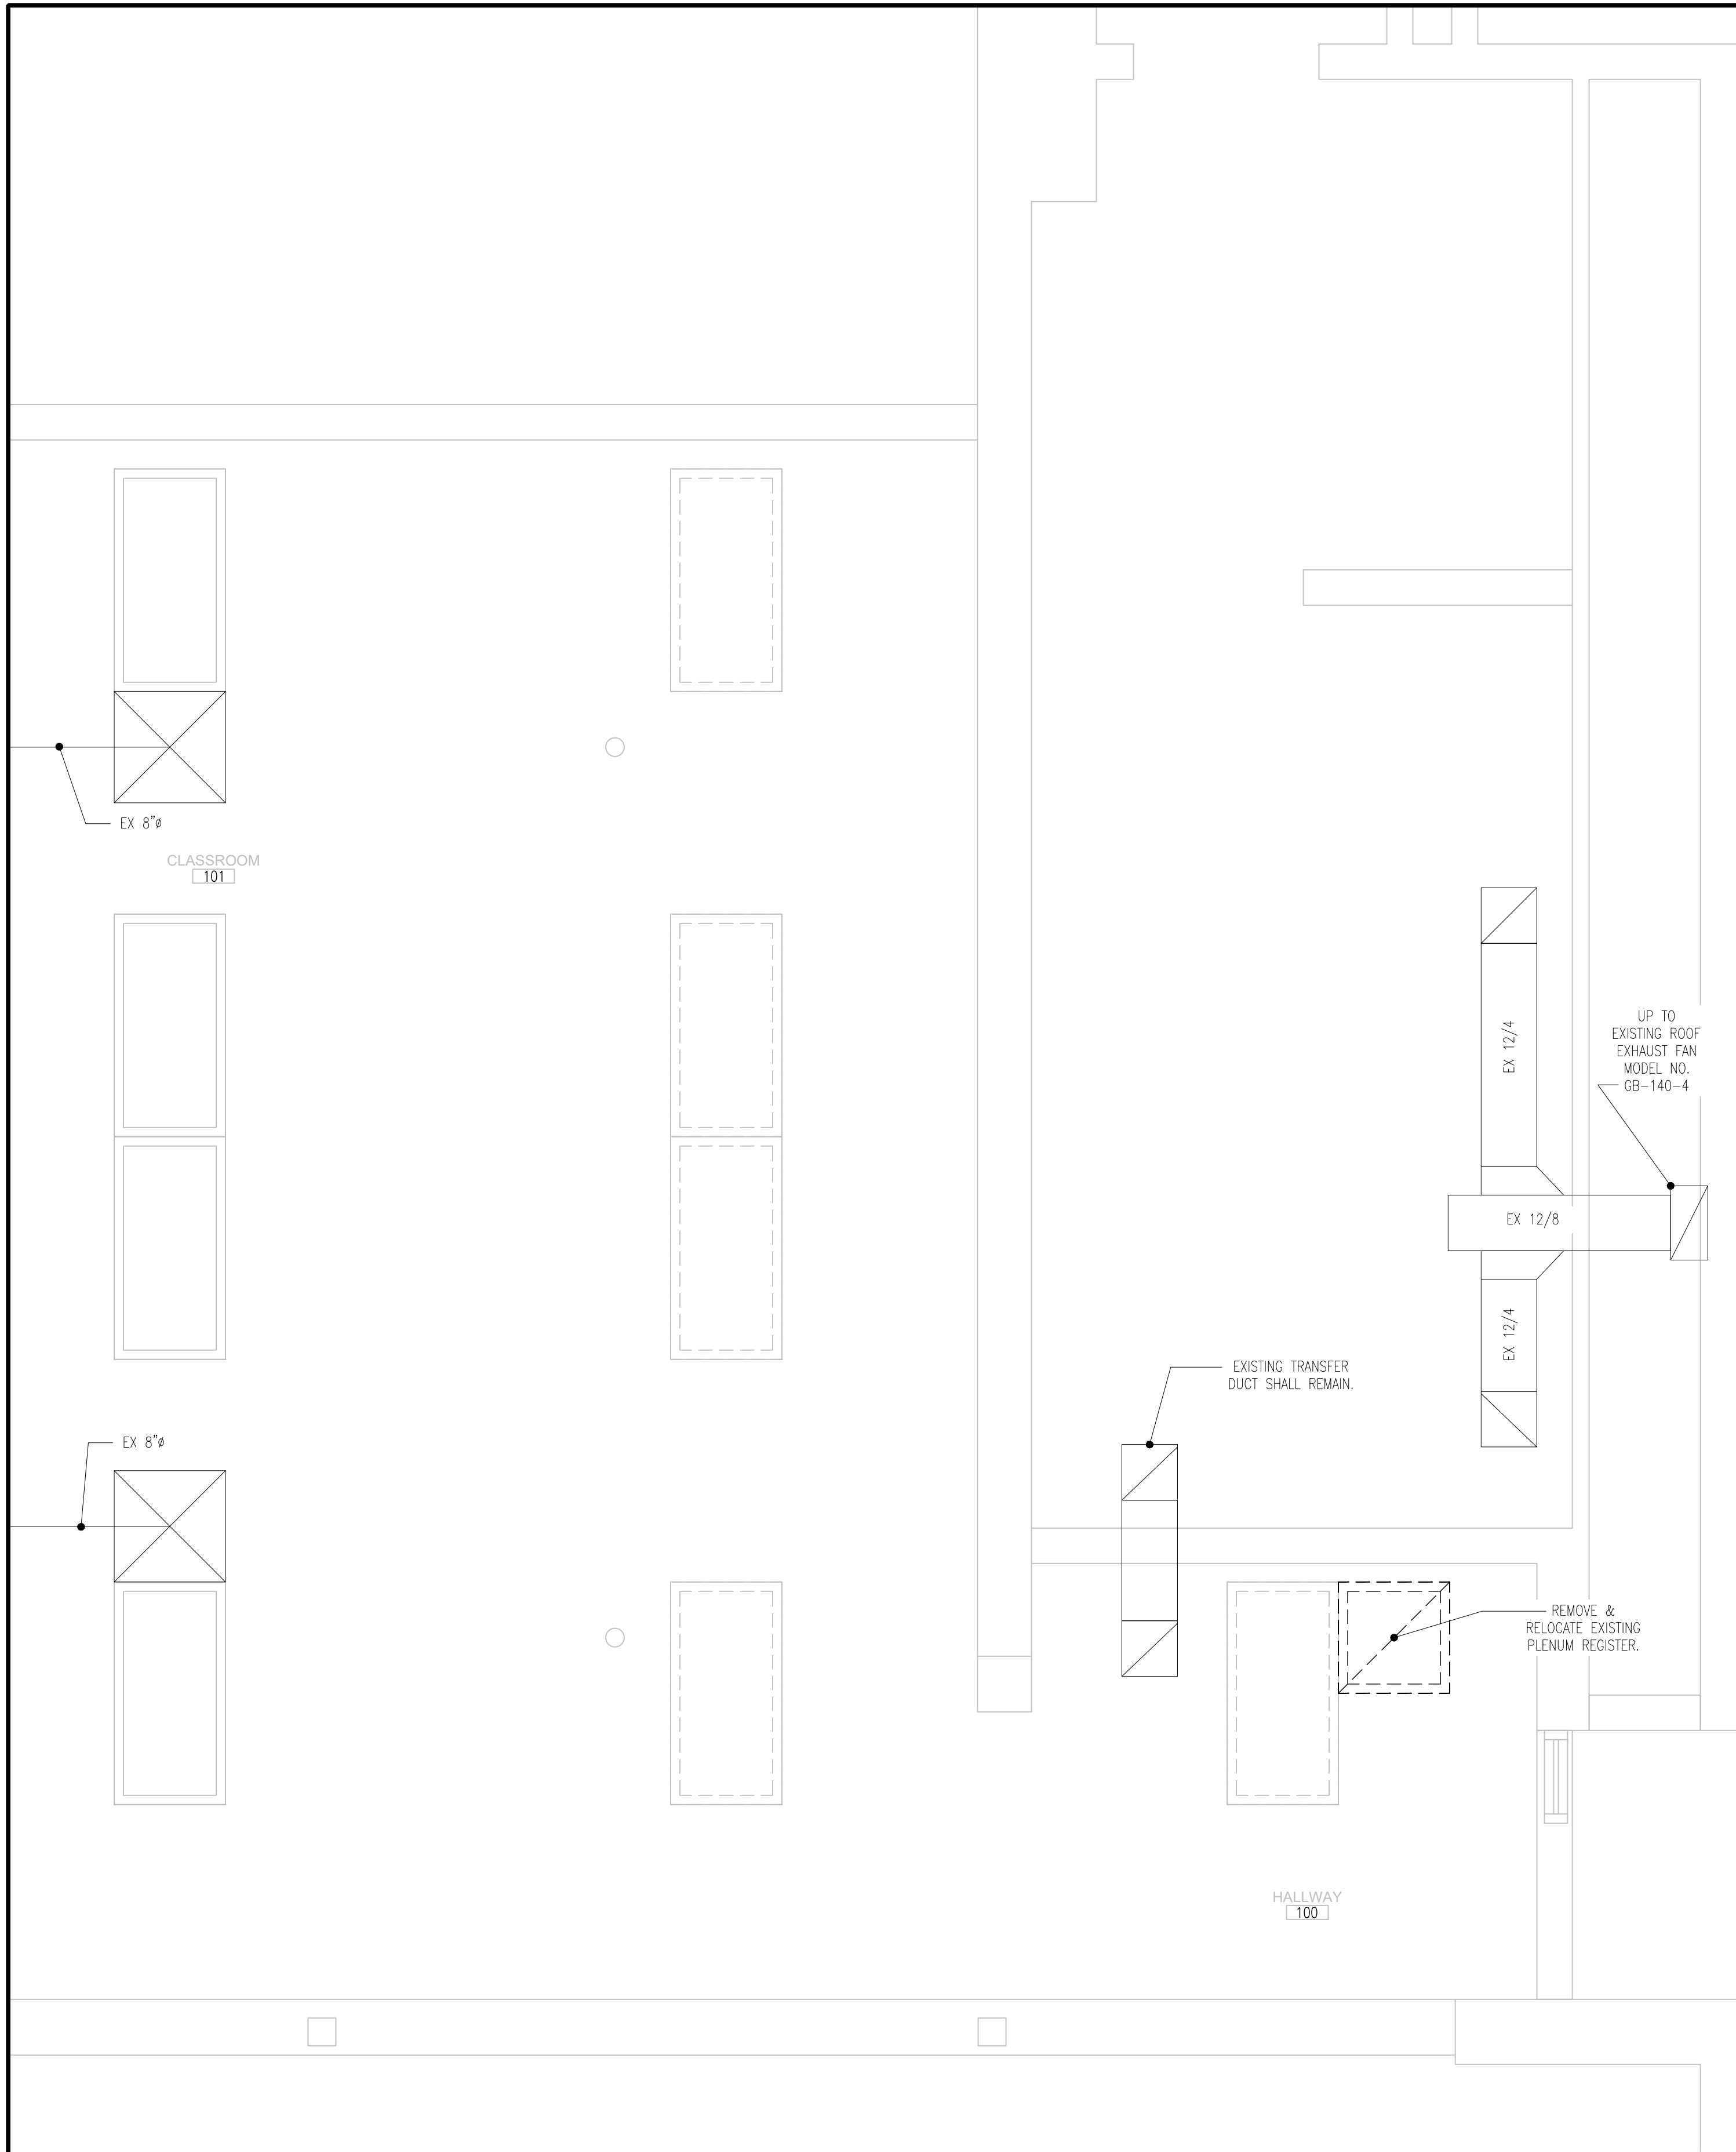 EX 8"ø
CLASSROOM
101
EX 12/4
UP TO
EXISTING ROOF
EXHAUST FAN
MODEL NO.
GB-140-4
EX 12/8
EX 12/4
EXISTING TRANSFER
DUCT SHALL REMAIN.
EX 8"ø
REMOVE &
RELOCATE EXISTING
PLENUM REGISTER.
HALLWAY
100